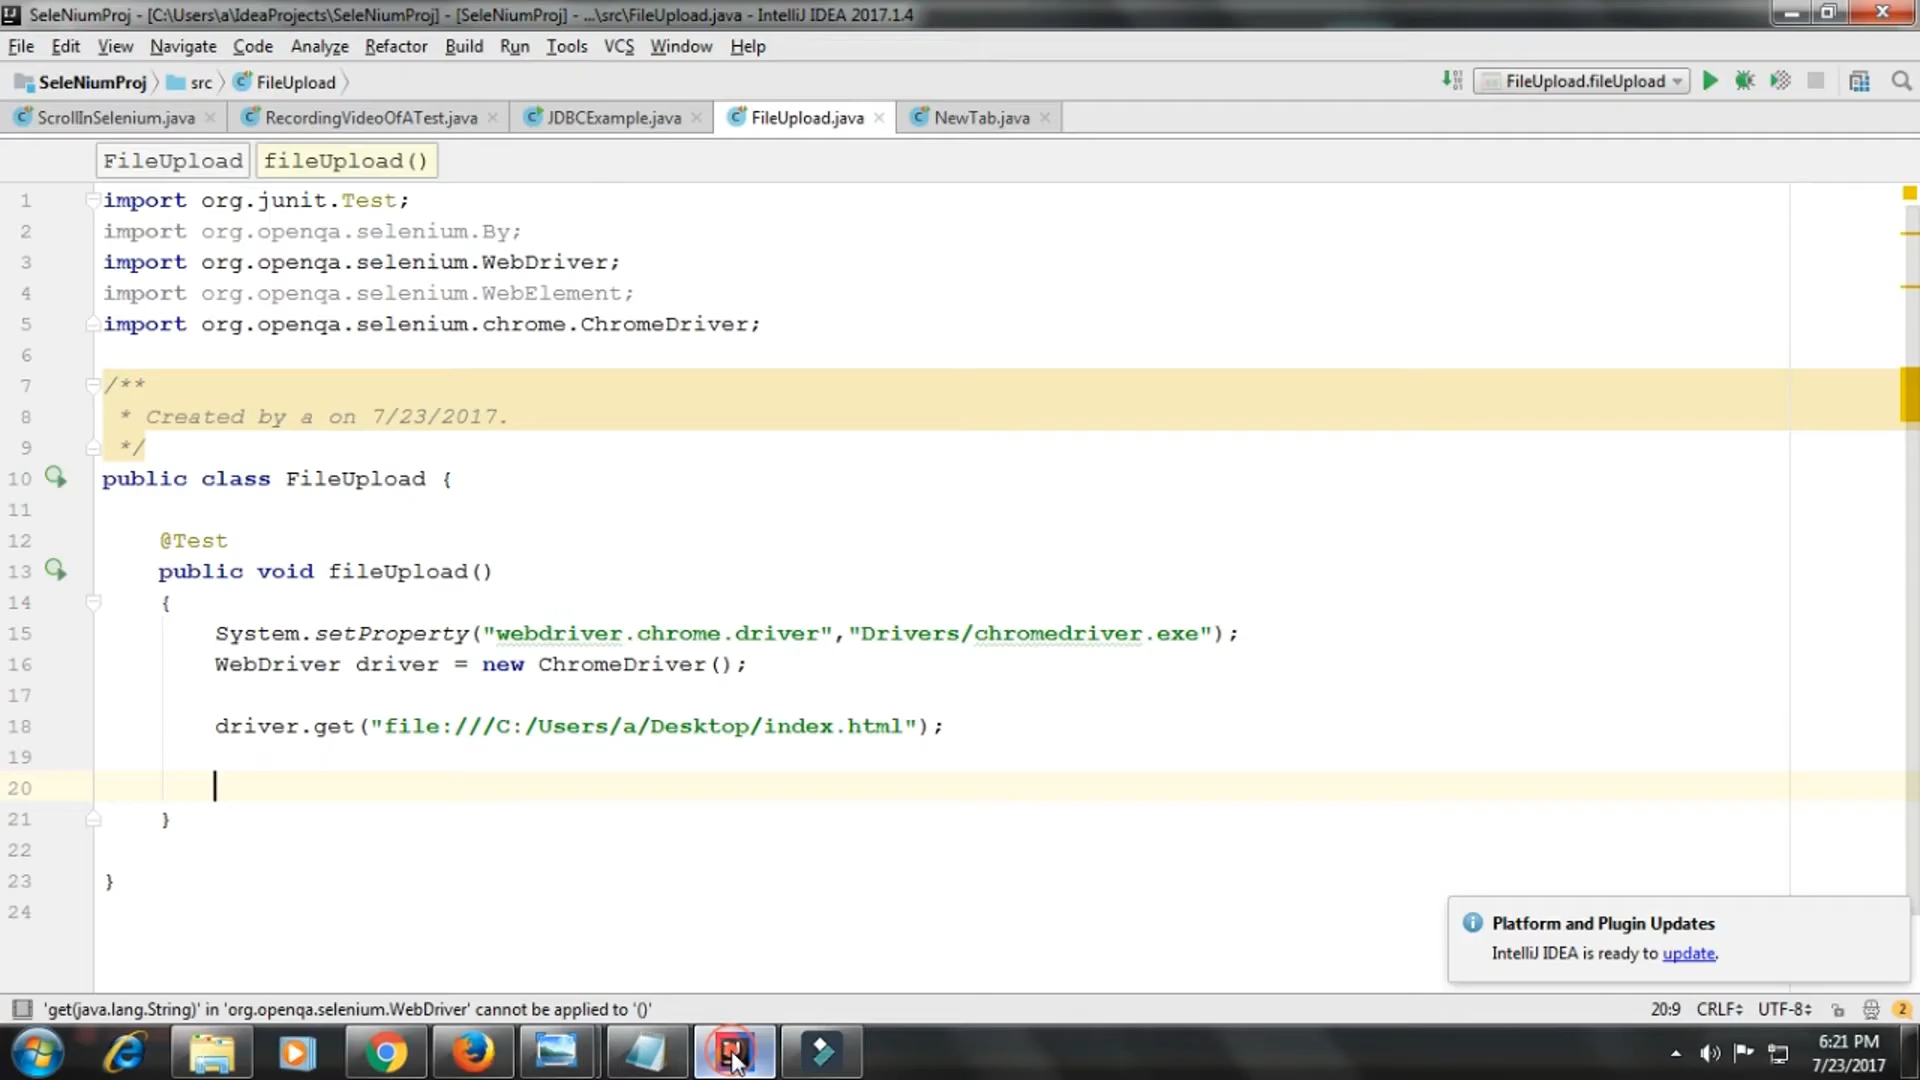 SeleNiumProj - [C:\Users\a\IdeaProjects\SeleNiumProj] - [SeleNiumProj] - ...\src\FileUpload.java - IntelliJ IDEA 2017.1.4
File Edit View Navigate Code Analyze Refactor Build Run Tools VCS Window Help
SeleNiumProj src FileUpload FileUpload.fileUpload
ScrollInSelenium.java RecordingVideoOfATest.java JDBCExample.java FileUpload.java NewTab.java
FileUpload fileUpload()
1 import org.junit.Test;
2 import org.openqa.selenium.By;
3 import org.openqa.selenium.WebDriver;
4 import org.openqa.selenium.WebElement;
5 import org.openqa.selenium.chrome.ChromeDriver;
6
7 /**
8 * Created by a on 7/23/2017.
9 */
10 public class FileUpload {
11
12 @Test
13 public void fileUpload()
14 {
15 System.setProperty("webdriver.chrome.driver","Drivers/chromedriver.exe");
16 WebDriver driver = new ChromeDriver();
17
18 driver.get("file:///C:/Users/a/Desktop/index.html");
19
20
21 }
22
23 }
24
Platform and Plugin Updates
IntelliJ IDEA is ready to update.
'get(java.lang.String)' in 'org.openqa.selenium.WebDriver' cannot be applied to '()' 20:9 CRLF UTF-8 2
6:21 PM
7/23/2017